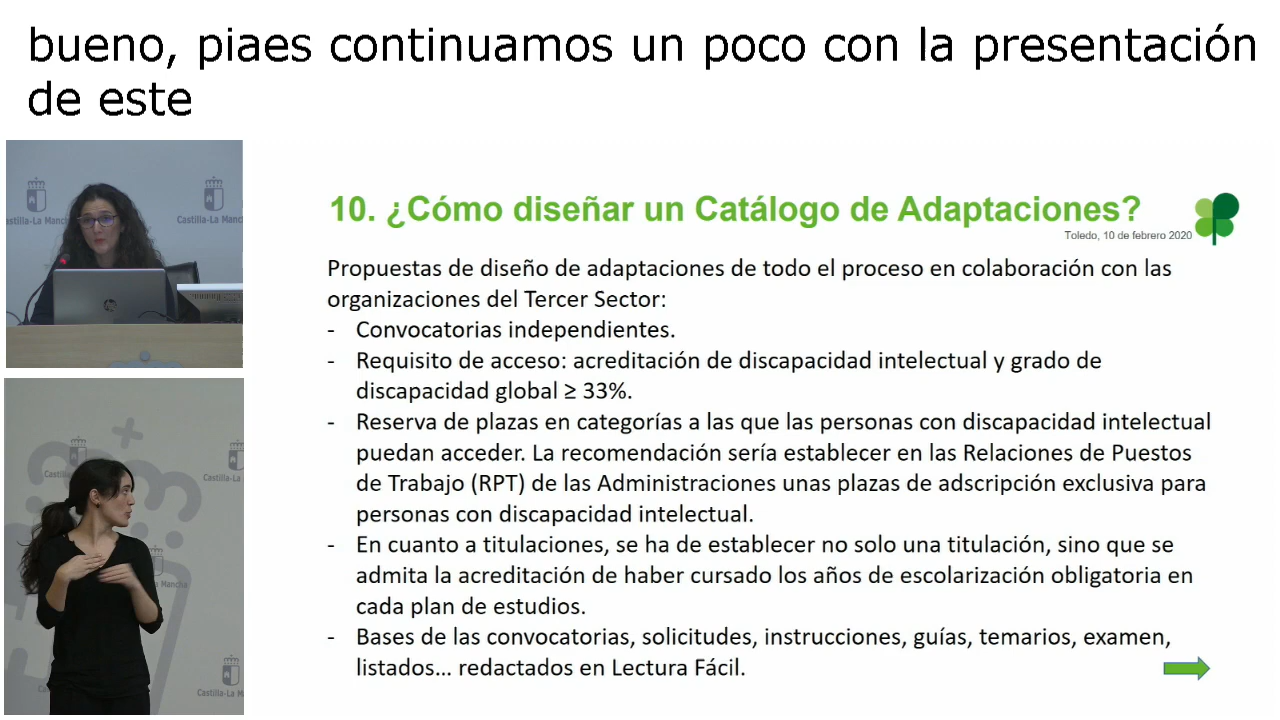 bueno, piaes continuamos un poco con la presentación
de este
Castilla-La Manch
Castilla-La Manch
10. ¿Cómo diseñar un Catálogo de Adaptaciones?
Toledo, 10 de febrero 2020
Propuestas de diseño de adaptaciones de todo el proceso en colaboración con las
organizaciones del Tercer Sector:
- Convocatorias independientes.
- Requisito de acceso: acreditación de discapacidad intelectual y grado de
discapacidad global ≥ 33%.
- Reserva de plazas en categorías a las que las personas con discapacidad intelectual
puedan acceder. La recomendación sería establecer en las Relaciones de Puestos
de Trabajo (RPT) de las Administraciones unas plazas de adscripción exclusiva para
personas con discapacidad intelectual.
- En cuanto a titulaciones, se ha de establecer no solo una titulación, sino que se
admita la acreditación de haber cursado los años de escolarización obligatoria en
cada plan de estudios.
- Bases de las convocatorias, solicitudes, instrucciones, guías, temarios, examen,
listados... redactados en Lectura Fácil.
Castilla-La
Castilla-La M